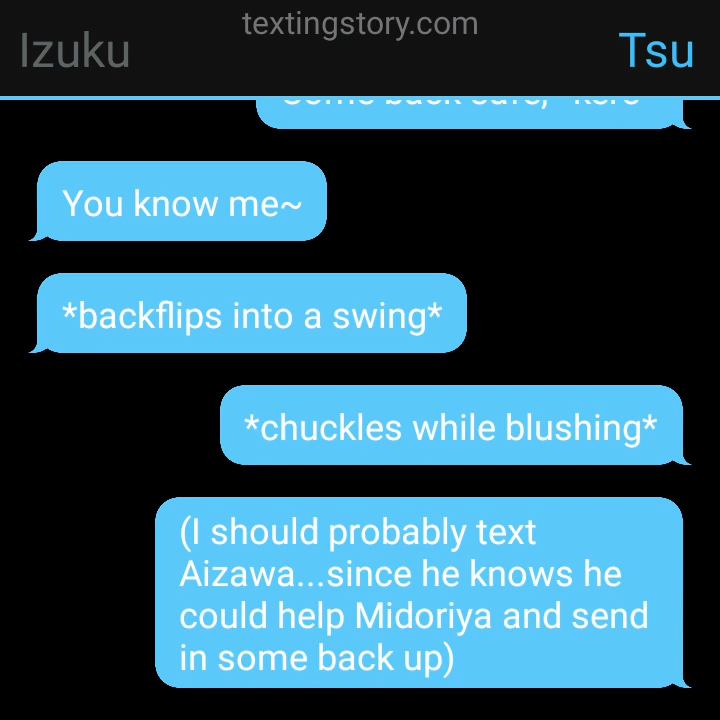 textingstory.com
Izuku
Tsu
You know me~
*backflips into a swing*
*chuckles while blushing*
(I should probably text
Aizawa...since he knows he
could help Midoriya and send
in some back up)